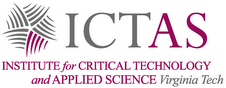 ICTAS
INSTITUTE for CRITICAL TECHNOLOGY
and APPLIED SCIENCE Virginia Tech